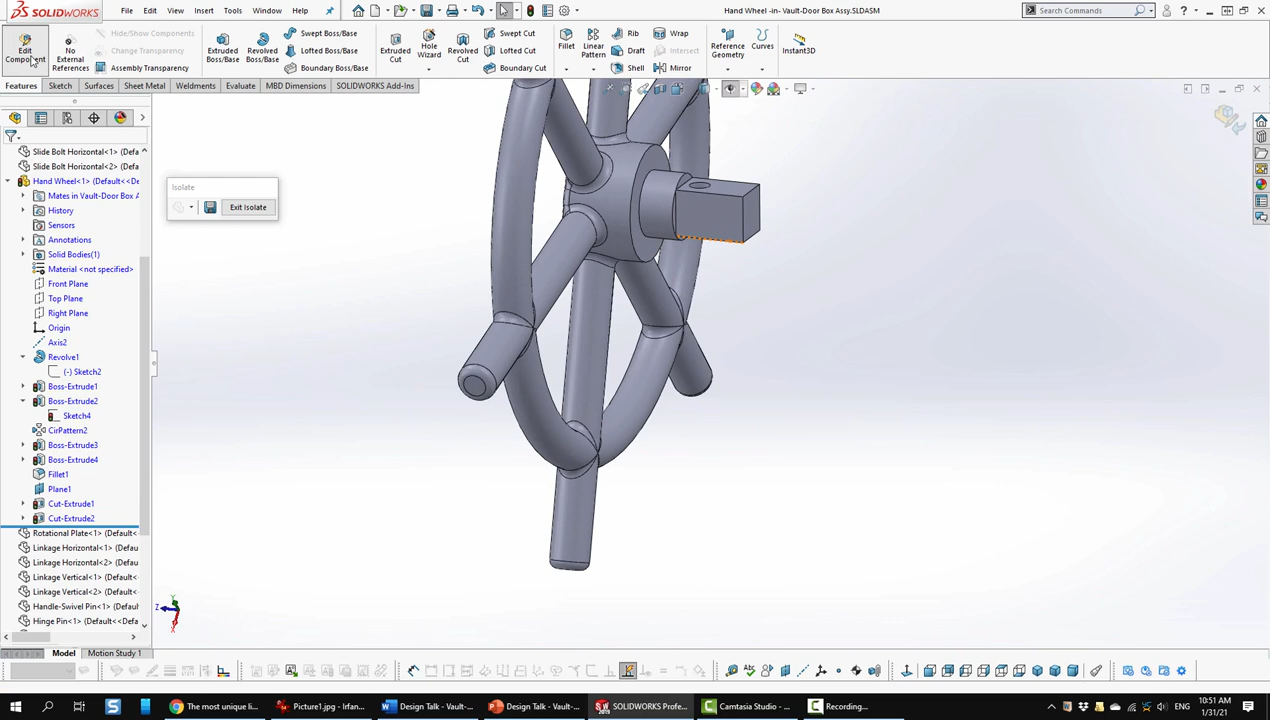 SOLIDWORKS
File
Edit
View
Insert
Tools
Window
Help
Hand Wheel -in- Vault-Door Box Assy.SLDASM
Search Commands
Edit Component
No External References
Hide/Show Components
Change Transparency
Assembly Transparency
Extruded Boss/Base
Revolved Boss/Base
Swept Boss/Base
Lofted Boss/Base
Boundary Boss/Base
Extruded Cut
Hole Wizard
Revolved Cut
Swept Cut
Lofted Cut
Boundary Cut
Fillet
Linear Pattern
Rib
Draft
Shell
Wrap
Intersect
Mirror
Reference Geometry
Curves
Instant3D
Features
Sketch
Surfaces
Sheet Metal
Weldments
Evaluate
MBD Dimensions
SOLIDWORKS Add-Ins
Slide Bolt Horizontal<1> (Defa
Slide Bolt Horizontal<2> (Defa
Hand Wheel<1> (Default<<De
Mates in Vault-Door Box A
History
Sensors
Annotations
Solid Bodies(1)
Material <not specified>
Front Plane
Top Plane
Right Plane
Origin
Axis2
Revolve1
(-) Sketch2
Boss-Extrude1
Boss-Extrude2
Sketch4
CirPattern2
Boss-Extrude3
Boss-Extrude4
Fillet1
Plane1
Cut-Extrude1
Cut-Extrude2
Rotational Plate<1> (Default<
Linkage Horizontal<1> (Defau
Linkage Horizontal<2> (Defau
Linkage Vertical<1> (Default<
Linkage Vertical<2> (Default<
Handle-Swivel Pin<1> (Default
Hinge Pin<1> (Default<<Defau
Isolate
Exit Isolate
Y
Z
X
Model
Motion Study 1
The most unique li...
Picture1.jpg - Irfan...
Design Talk - Vault-...
Design Talk - Vault-...
SOLIDWORKS Profe...
Camtasia Studio - ...
Recording...
ENG
10:51 AM
1/31/21